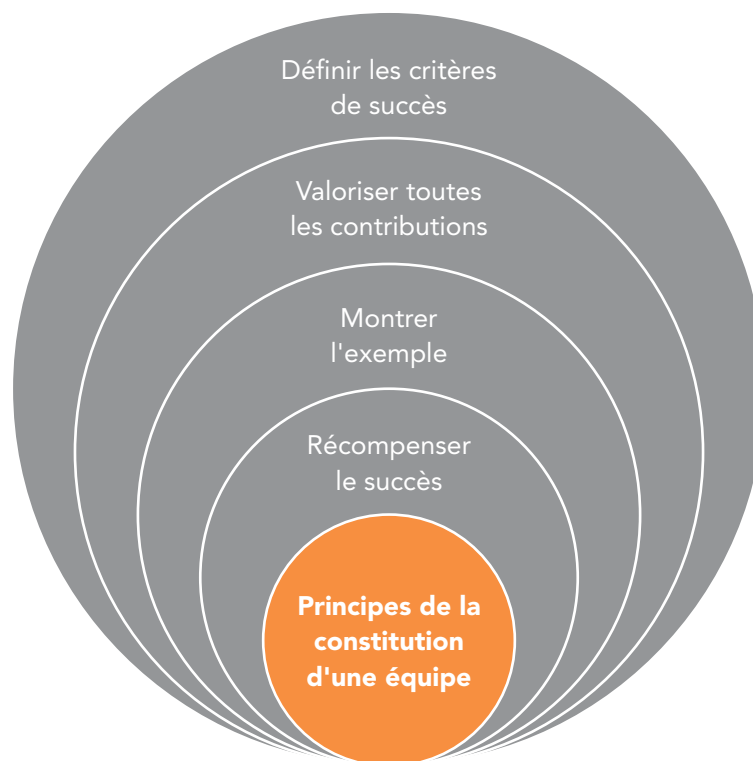 Définir les critères
de succès
Valoriser toutes
les contributions
Montrer
l'exemple
Récompenser
le succès
Principes de la
constitution
d'une équipe